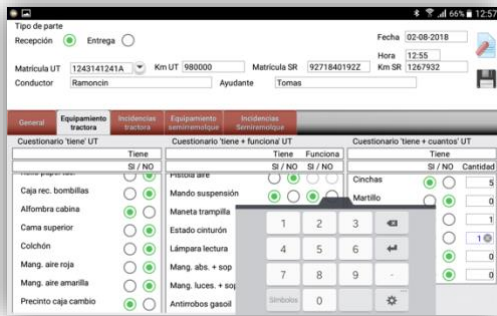 66% 12:57
Tipo de parte
Recepción Entrega
Fecha 02-08-2018
Hora 12:55
Matrícula UT 1243141241A Km UT 980000 Matrícula SR 9271840192Z Km SR 1267932
Conductor Ramoncin Ayudante Tomas
General Equipamiento tractora Incidencias tractora Equipamiento semirremolque Incidencias Semirremolque
Cuestionario 'tiene' UT Cuestionario 'tiene + funciona' UT Cuestionario 'tiene + cuantos' UT
Tiene Tiene Funciona Tiene
SI / NO SI / NO SI / NO SI / NO Cantidad
Pistola aire Cinchas 5
Caja rec. bombillas Mando suspensión Martillo 0
Alfombra cabina Maneta trampilla 1
Cama superior Estado cinturón 1
Colchón Lámpara lectura 0
Mang. aire roja Mang. abs. + sop 0
Mang. aire amarilla Mang. luces. + sop
Precinto caja cambio Antirrobos gasoil
1 2 3
4 5 6
7 8 9 -
Símbolos 0